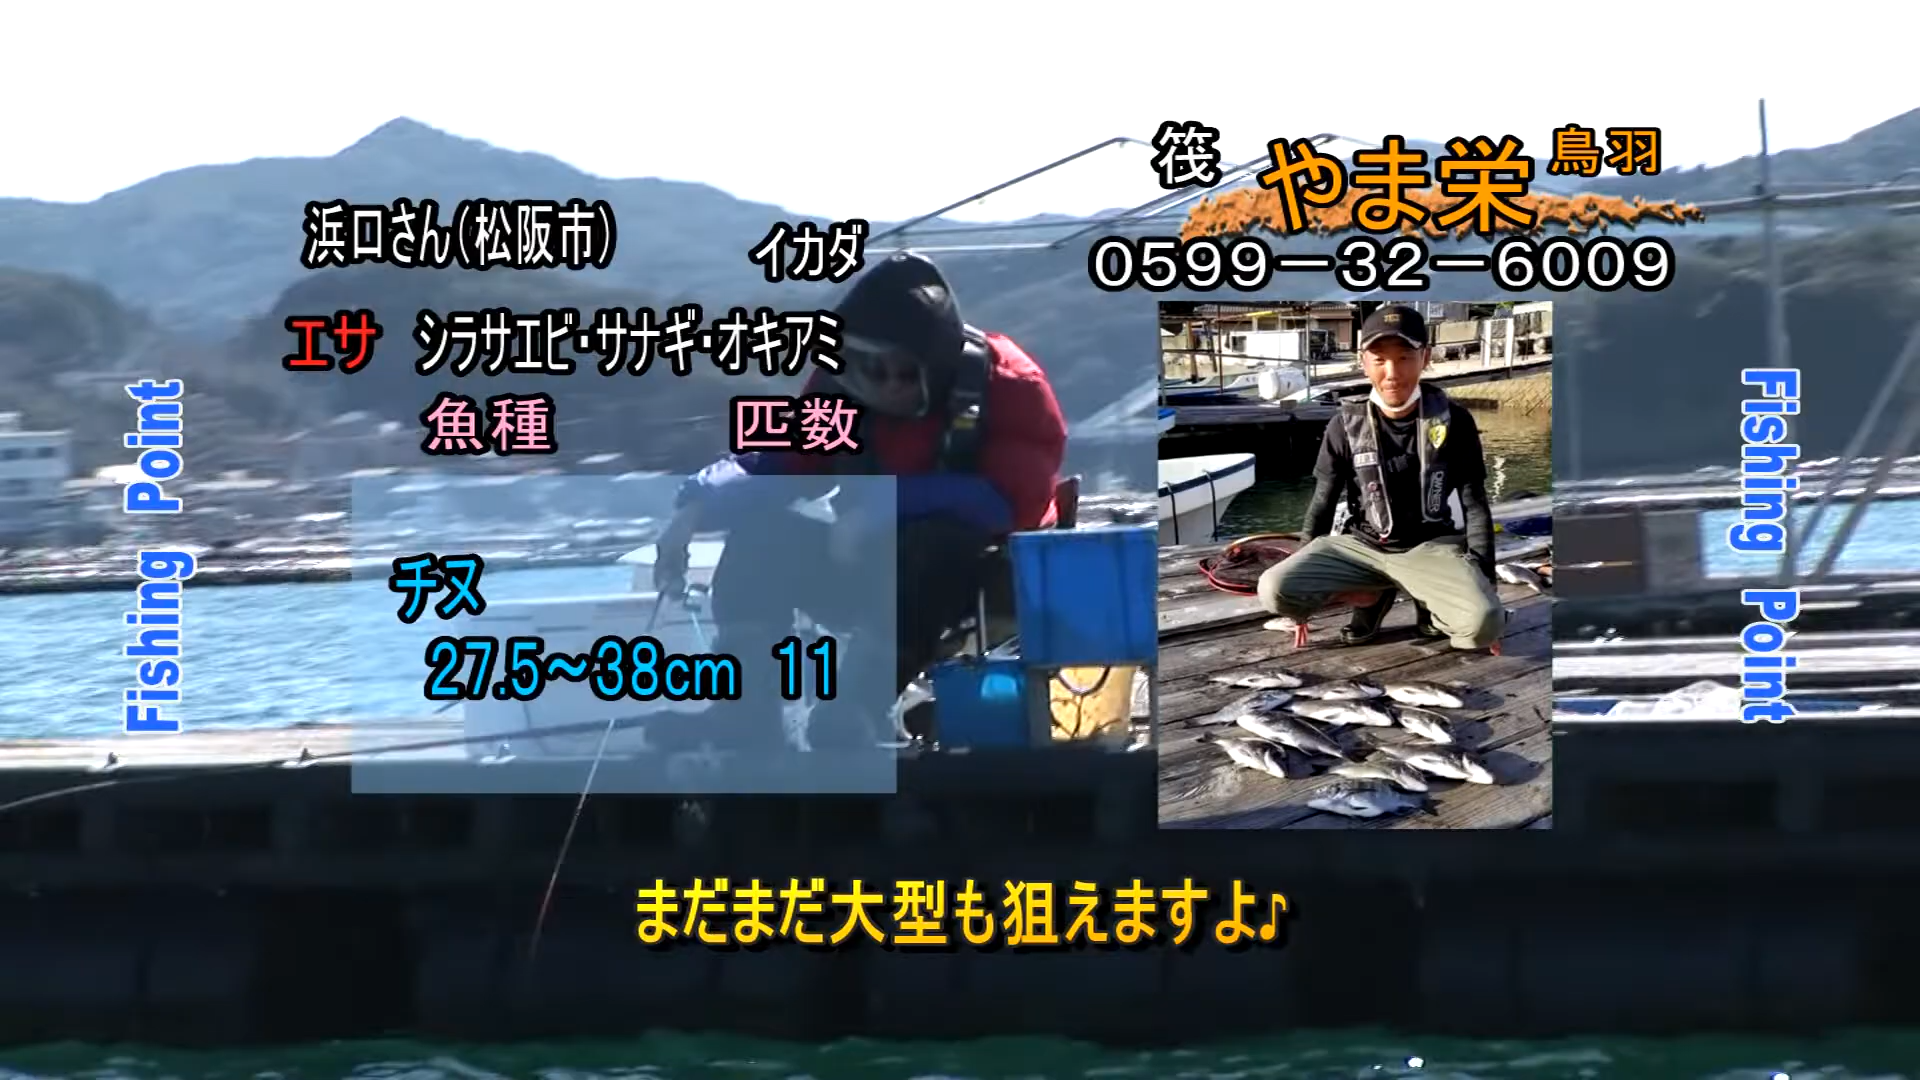 筏 やま栄 鳥羽
0599-32-6009
浜口さん(松阪市) イカダ
エサ シラサエビ・サナギ・オキアミ
魚種 匹数
チヌ
27.5~38cm 11
まだまだ大型も狙えますよ♪
Fishing Point
Fishing Point
OWNER